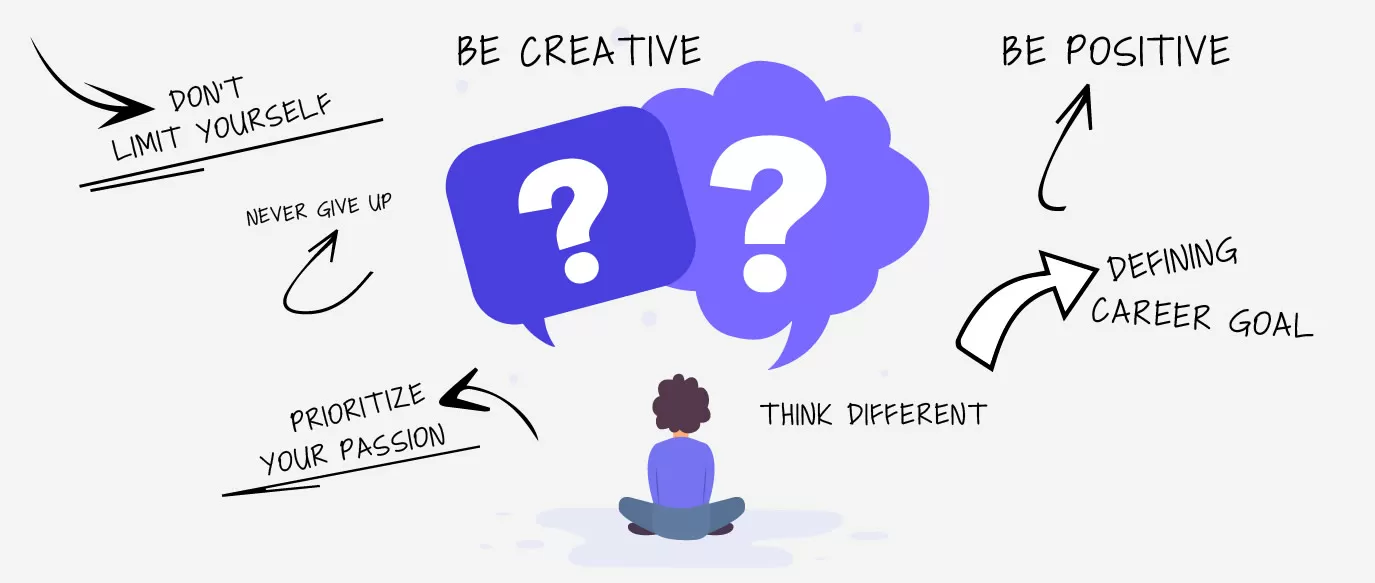 BE CREATIVE
BE POSITIVE
DON'T
LIMIT YOURSELF
?
?
NEVER GIVE UP
DEFINING
CAREER GOAL
PRIORITIZE
YOUR PASSION
THINK DIFFERENT